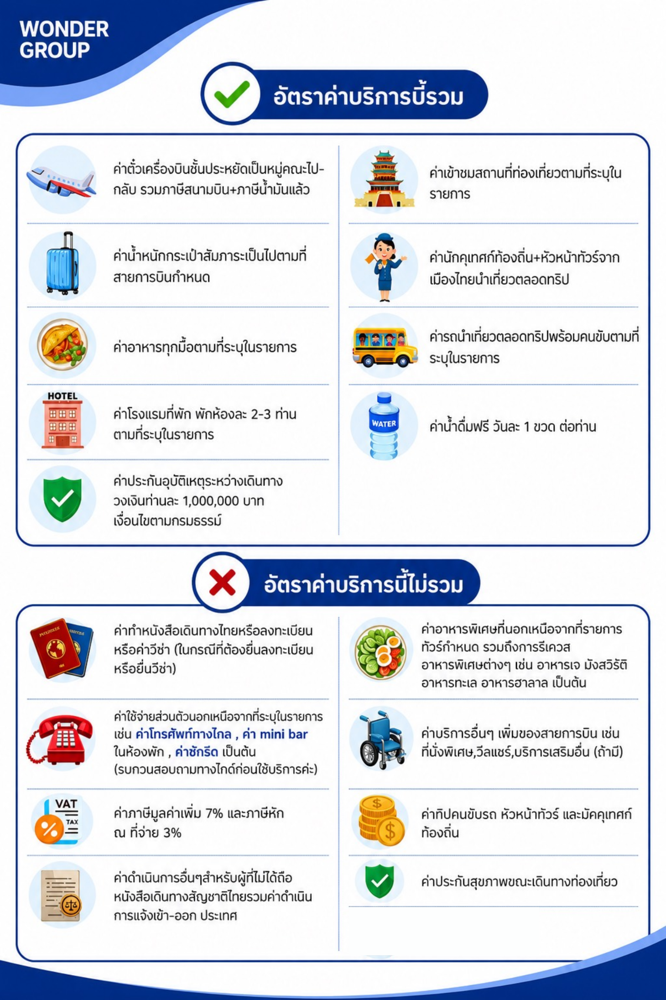 WONDER
GROUP
อัตราค่าบริการบี้รวม
ค่าตั๋วเครื่องบินชั้นประหยัดเป็นหมู่คณะไป-
กลับ รวมภาษีสนามบิน+ภาษีน้ำมันแล้ว
ค่าน้ำหนักกระเป๋าสัมภาระเป็นไปตามที่
สายการบินกำหนด
ค่าอาหารทุกมื้อตามที่ระบุในรายการ
HOTEL
ค่าโรงแรมที่พัก พักห้องละ 2-3 ท่าน
ตามที่ระบุในรายการ
ค่าประกันอุบัติเหตุระหว่างเดินทาง
วงเงินท่านละ 1,000,000 บาท
เงื่อนไขตามกรมธรรม์
ค่าเข้าชมสถานที่ท่องเที่ยวตามที่ระบุใน
รายการ
ค่านักคุเทศก์ท้องถิ่น+หัวหน้าทัวร์จาก
เมืองไทยนำเที่ยวตลอดทริป
ค่ารถนำเที่ยวตลอดทริปพร้อมคนขับตามที่
ระบุในรายการ
WATER
ค่าน้ำดื่มฟรี วันละ 1 ขวด ต่อท่าน
อัตราค่าบริการนี้ไม่รวม
ค่าทำหนังสือเดินทางไทยหรือลงทะเบียน
หรือค่าวีซ่า (ในกรณีที่ต้องยื่นลงทะเบียน
หรือยื่นวีซ่า)
ค่าใช้จ่ายส่วนตัวนอกเหนือจากที่ระบุในรายการ
เช่น ค่าโทรศัพท์ทางไกล , ค่า mini bar
ในห้องพัก , ค่าซักรีด เป็นต้น
(รบกวนสอบถามทางไกด์ก่อนใช้บริการค่ะ)
VAT
TAX
ค่าภาษีมูลค่าเพิ่ม 7% และภาษีหัก
ณ ที่จ่าย 3%
ค่าดำเนินการอื่นๆสำหรับผู้ที่ไม่ได้ถือ
หนังสือเดินทางสัญชาติไทยรวมค่าดำเนิน
การแจ้งเข้า-ออก ประเทศ
ค่าอาหารพิเศษที่นอกเหนือจากที่รายการ
ทัวร์กำหนด รวมถึงการรีเควส
อาหารพิเศษต่างๆ เช่น อาหารเจ มังสวิรัติ
อาหารทะเล อาหารฮาลาล เป็นต้น
ค่าบริการอื่นๆ เพิ่มของสายการบิน เช่น
ที่นั่งพิเศษ,วีลแชร์,บริการเสริมอื่น (ถ้ามี)
ค่าทิปคนขับรถ หัวหน้าทัวร์ และมัคคุเทศก์
ท้องถิ่น
ค่าประกันสุขภาพขณะเดินทางท่องเที่ยว